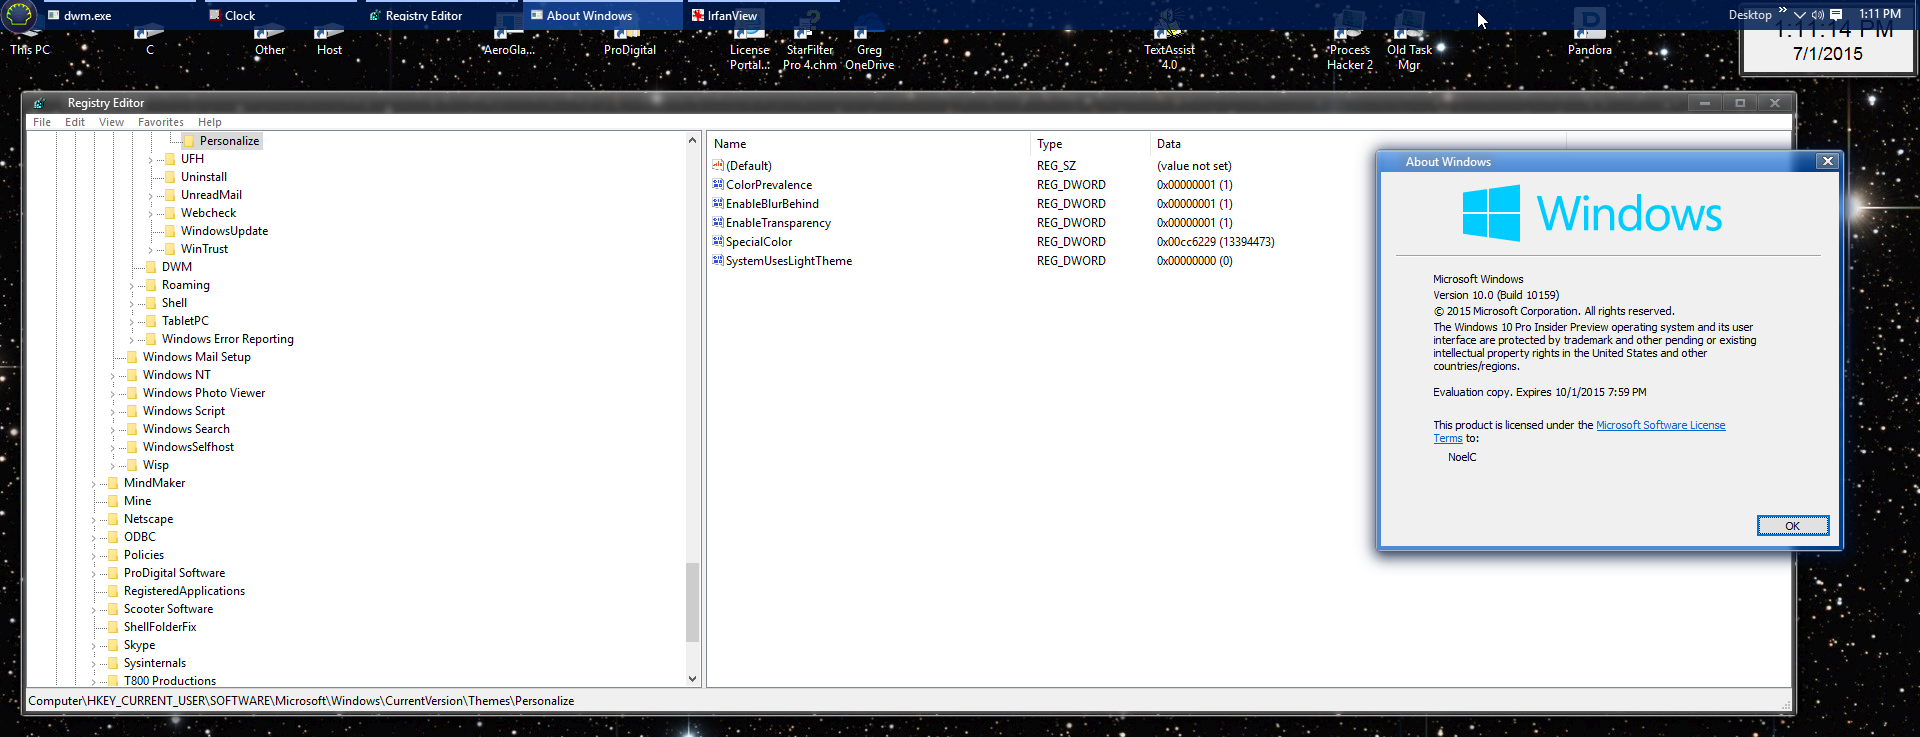 dwm.exe
Clock
Registry Editor
About Windows
IrfanView
Desktop
1:11 PM
1:11:14 PM
7/1/2015
This PC
C
Other
Host
AeroGla...
ProDigital
License
Portal...
StarFilter
Pro 4.chm
Greg
OneDrive
TextAssist
4.0
Process
Hacker 2
Old Task
Mgr
Pandora
Registry Editor
File Edit View Favorites Help
Personalize
UFH
Uninstall
UnreadMail
Webcheck
WindowsUpdate
WinTrust
DWM
Roaming
Shell
TabletPC
Windows Error Reporting
Windows Mail Setup
Windows NT
Windows Photo Viewer
Windows Script
Windows Search
WindowsSelfhost
Wisp
MindMaker
Mine
Netscape
ODBC
Policies
ProDigital Software
RegisteredApplications
Scooter Software
ShellFolderFix
Skype
Sysinternals
T800 Productions
Name Type Data
(Default) REG_SZ (value not set)
ColorPrevalence REG_DWORD 0x00000001 (1)
EnableBlurBehind REG_DWORD 0x00000001 (1)
EnableTransparency REG_DWORD 0x00000001 (1)
SpecialColor REG_DWORD 0x00cc6229 (13394473)
SystemUsesLightTheme REG_DWORD 0x00000000 (0)
Computer\HKEY_CURRENT_USER\SOFTWARE\Microsoft\Windows\CurrentVersion\Themes\Personalize
About Windows
Windows
Microsoft Windows
Version 10.0 (Build 10159)
© 2015 Microsoft Corporation. All rights reserved.
The Windows 10 Pro Insider Preview operating system and its user
interface are protected by trademark and other pending or existing
intellectual property rights in the United States and other
countries/regions.
Evaluation copy. Expires 10/1/2015 7:59 PM
This product is licensed under the Microsoft Software License
Terms to:
NoelC
OK